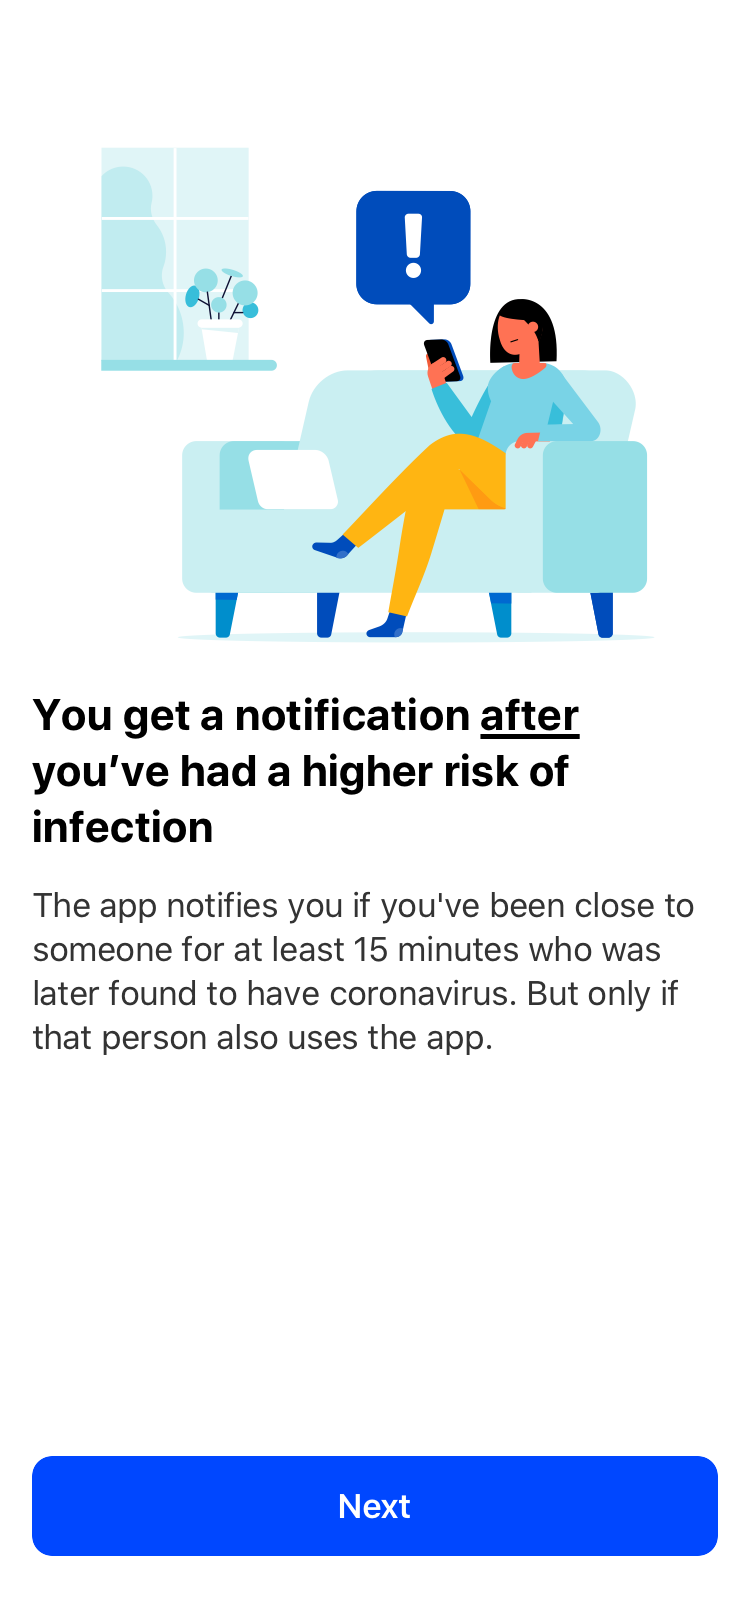 !
You get a notification after
you’ve had a higher risk of
infection
The app notifies you if you've been close to
someone for at least 15 minutes who was
later found to have coronavirus. But only if
that person also uses the app.
Next